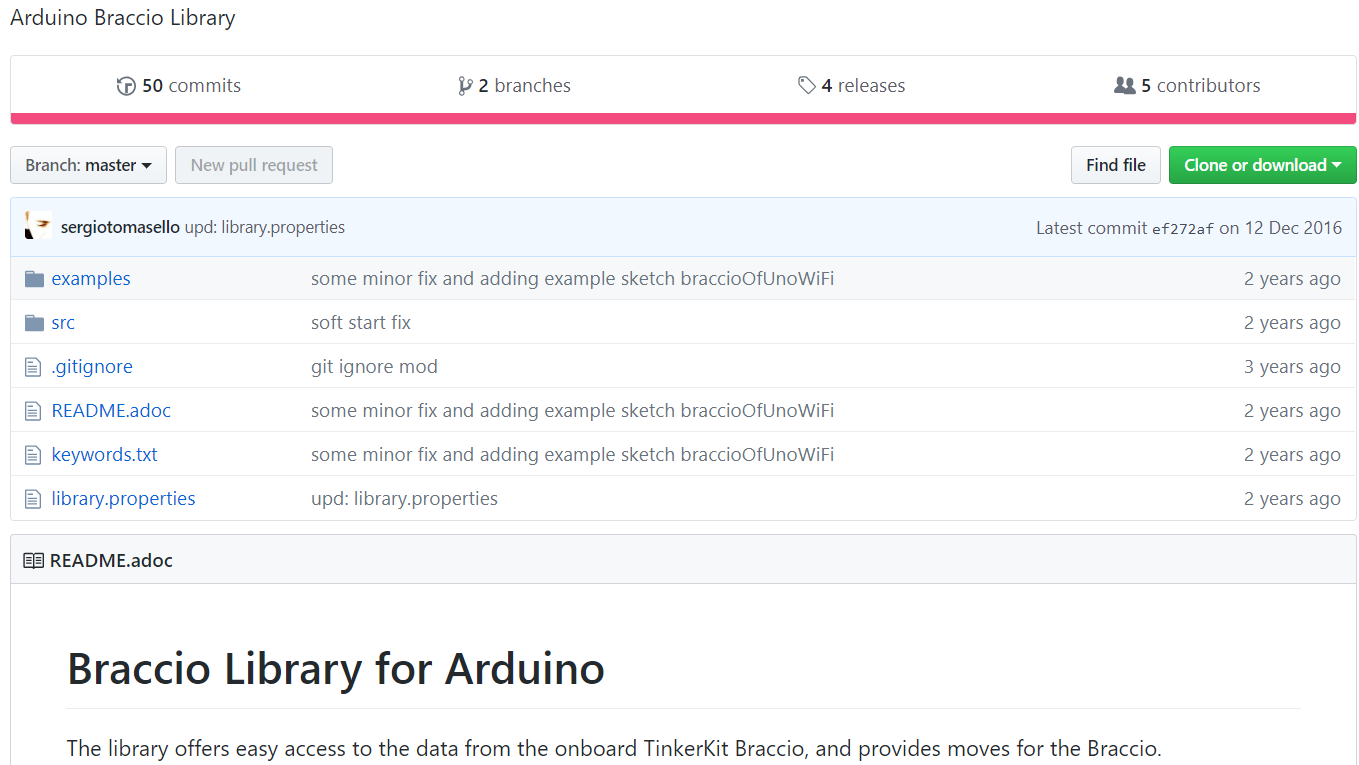 Arduino Braccio Library
50 commits 2 branches 4 releases 5 contributors
Branch: master New pull request Find file Clone or download
sergiotomasello upd: library.properties Latest commit ef272af on 12 Dec 2016
examples some minor fix and adding example sketch braccioOfUnoWiFi 2 years ago
src soft start fix 2 years ago
.gitignore git ignore mod 3 years ago
README.adoc some minor fix and adding example sketch braccioOfUnoWiFi 2 years ago
keywords.txt some minor fix and adding example sketch braccioOfUnoWiFi 2 years ago
library.properties upd: library.properties 2 years ago
README.adoc
Braccio Library for Arduino
The library offers easy access to the data from the onboard TinkerKit Braccio, and provides moves for the Braccio.